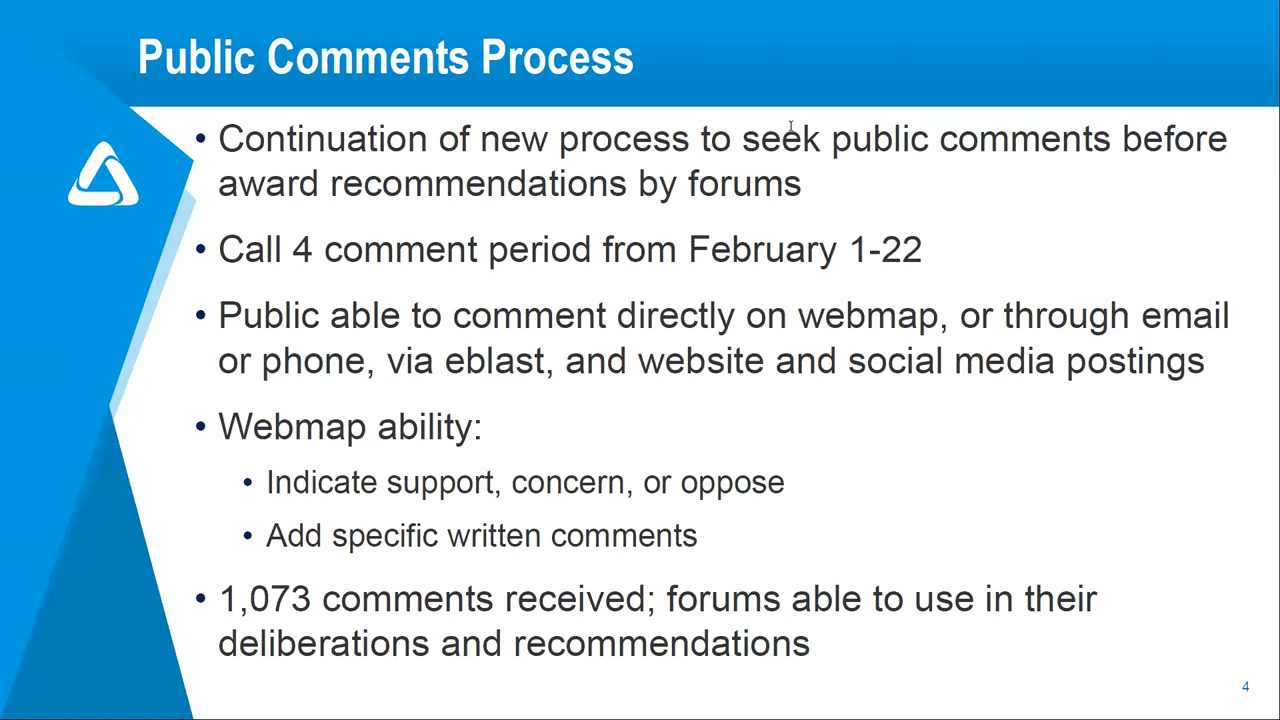 Public Comments Process
• Continuation of new process to seek public comments before
award recommendations by forums
• Call 4 comment period from February 1-22
• Public able to comment directly on webmap, or through email
or phone, via eblast, and website and social media postings
• Webmap ability:
• Indicate support, concern, or oppose
• Add specific written comments
• 1,073 comments received; forums able to use in their
deliberations and recommendations
4